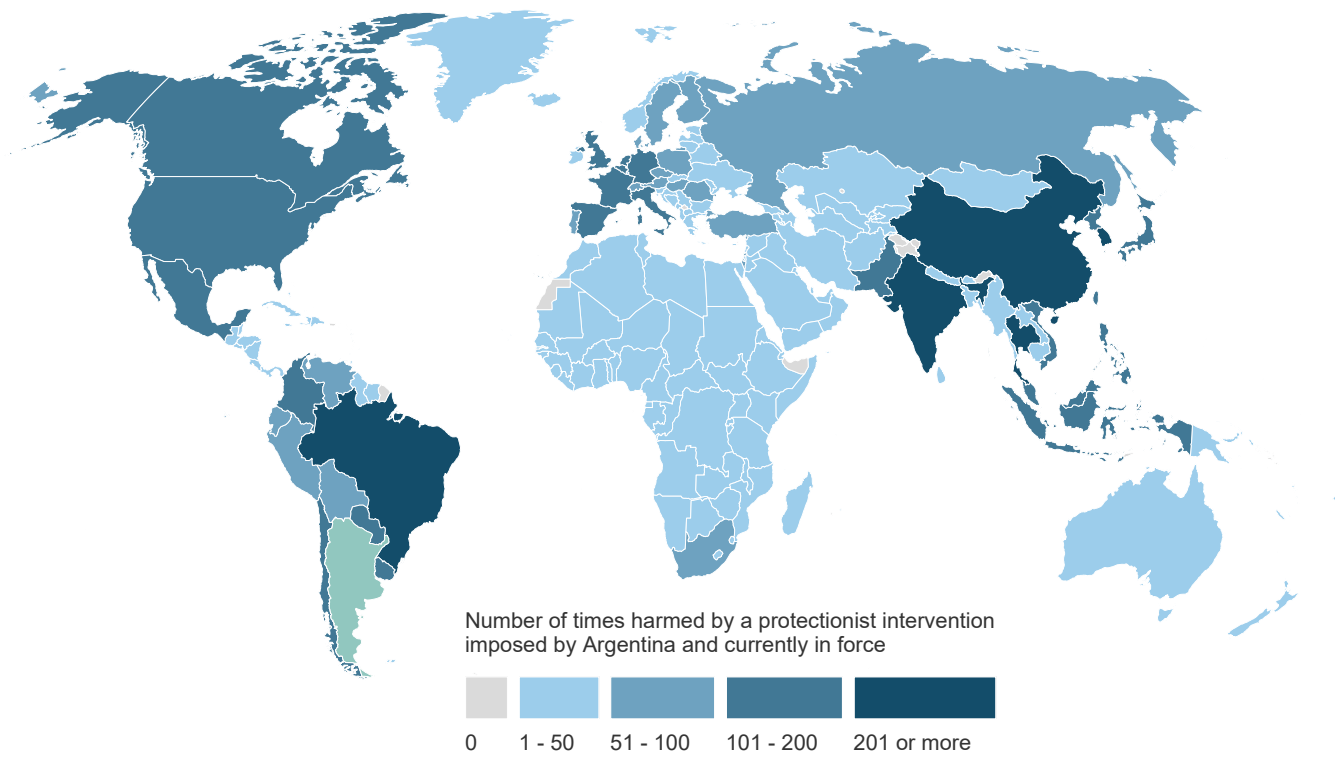 Number of times harmed by a protectionist intervention
imposed by Argentina and currently in force
0 1 - 50 51 - 100 101 - 200 201 or more